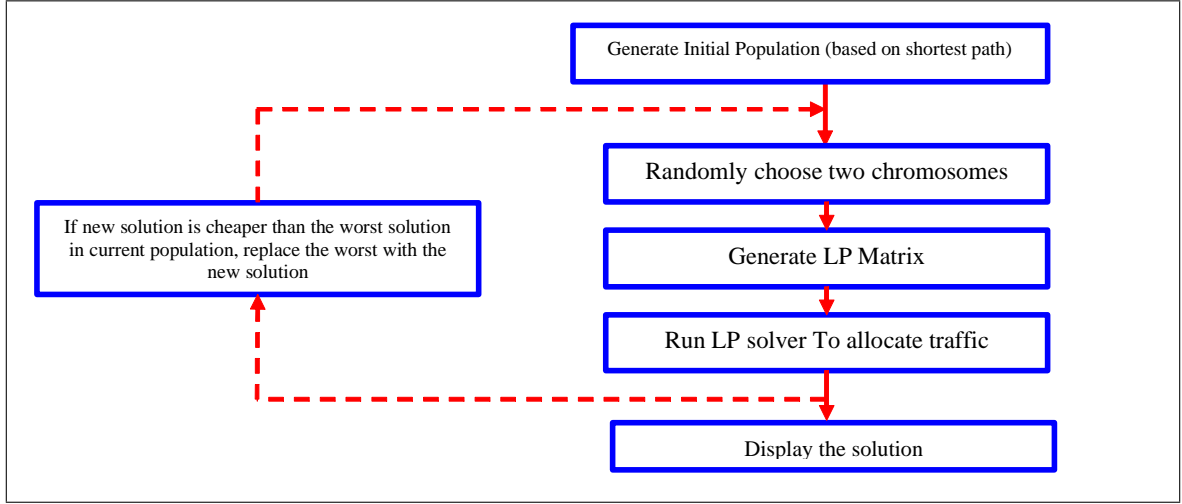 Generate Initial Population (based on shortest path)
Randomly choose two chromosomes
If new solution is cheaper than the worst solution
in current population, replace the worst with the
new solution
Generate LP Matrix
Run LP solver To allocate traffic
Display the solution